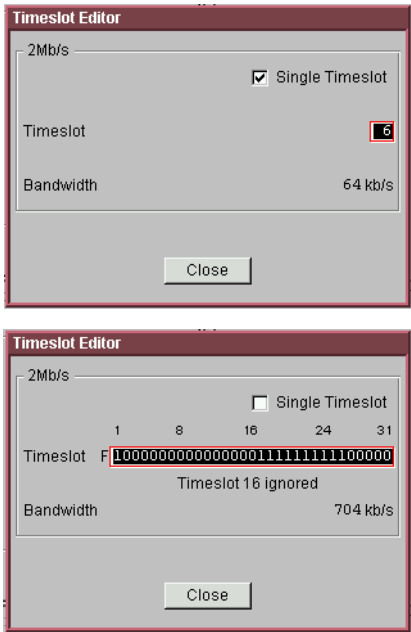 Timeslot Editor
2Mb/s
Single Timeslot
Timeslot 6
Bandwidth 64 kb/s
Close
Timeslot Editor
2Mb/s
Single Timeslot
1 8 16 24 31
Timeslot F 1000000000000000111111111100000
Timeslot 16 ignored
Bandwidth 704 kb/s
Close